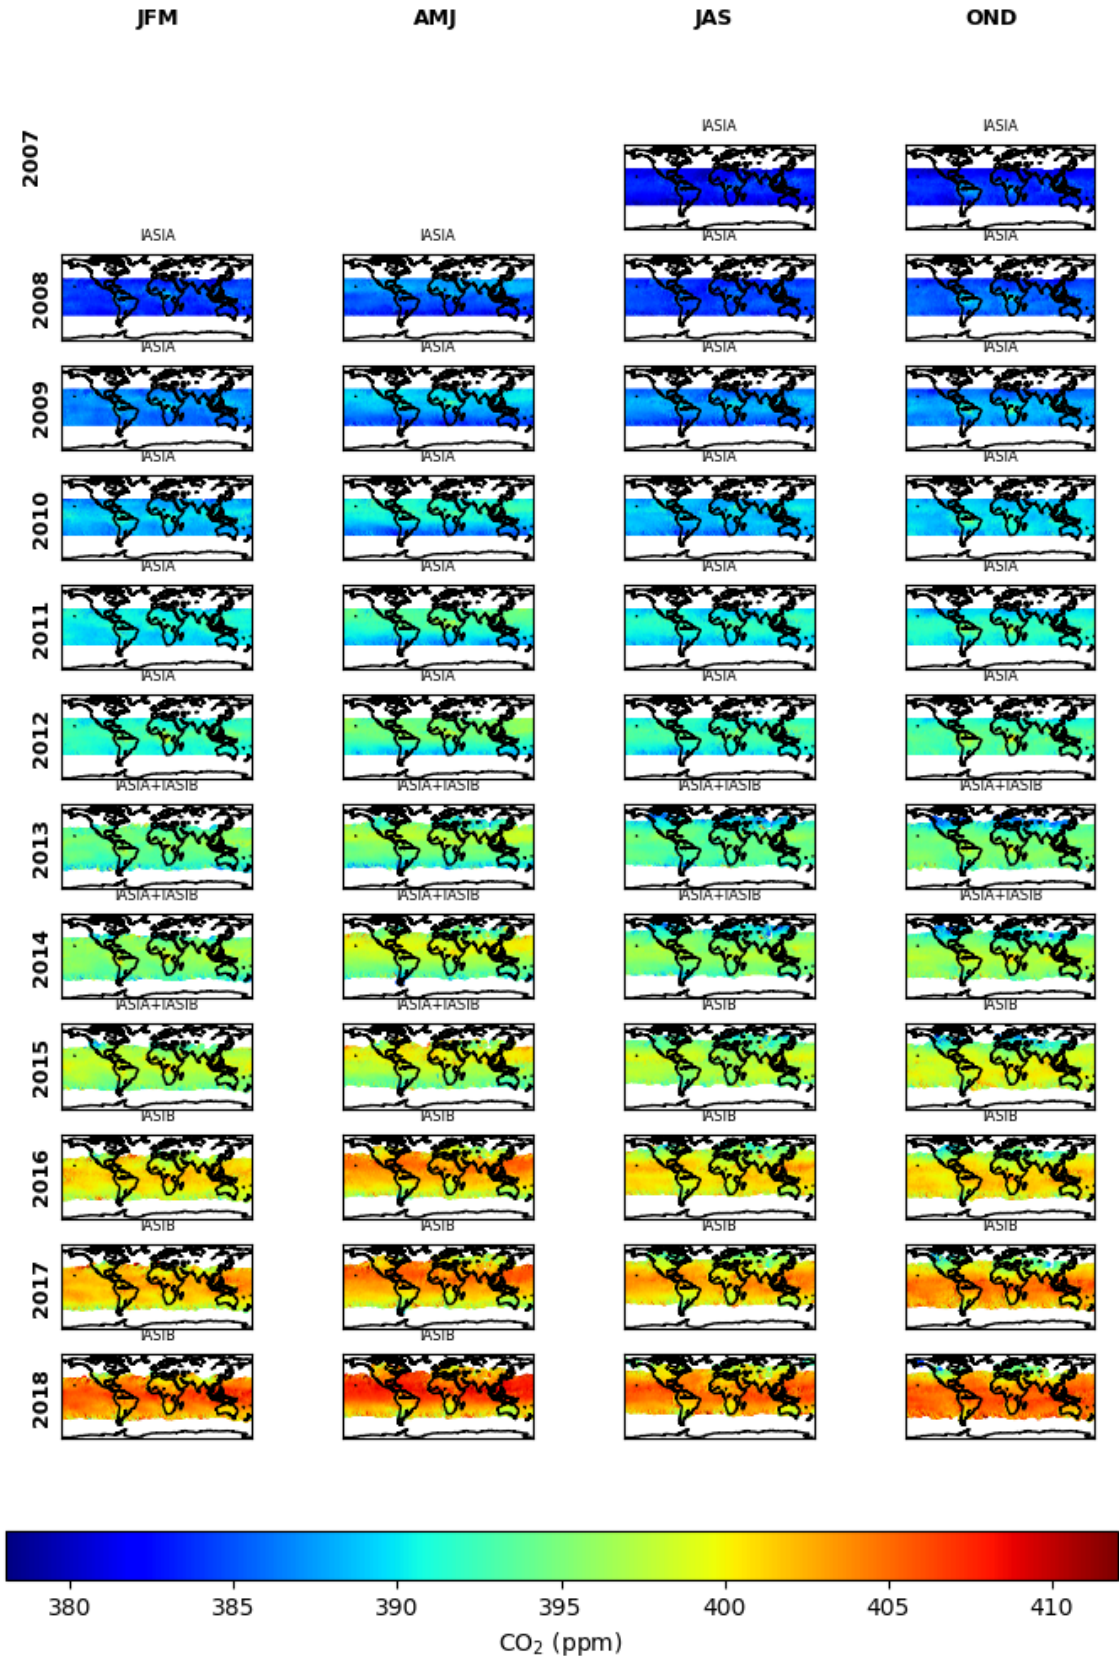 JFM AMJ JAS OND
IASIA IASIA
2007
IASIA IASIA IASIA IASIA
2008
IASIA IASIA IASIA IASIA
2009
IASIA IASIA IASIA IASIA
2010
IASIA IASIA IASIA IASIA
2011
IASIA IASIA IASIA IASIA
2012
IASIA+IASIB IASIA+IASIB IASIA+IASIB IASIA+IASIB
2013
IASIA+IASIB IASIA+IASIB IASIA+IASIB IASIA+IASIB
2014
IASIA+IASIB IASIA+IASIB IASIB IASIB
2015
IASIB IASIB IASIB IASIB
2016
IASIB IASIB IASIB IASIB
2017
IASIB IASIB
2018
380 385 390 395 400 405 410
CO₂ (ppm)